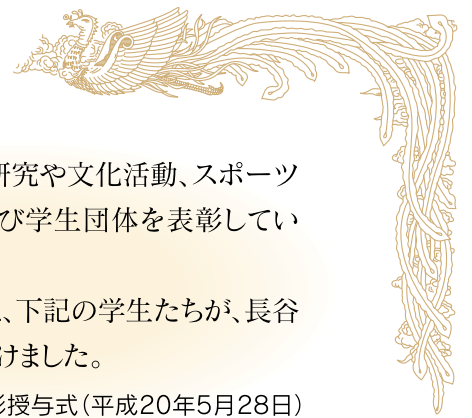 研究や文化活動、スポーツ
び学生団体を表彰してい
、下記の学生たちが、長谷
けました。
彰授与式（平成20年5月28日）